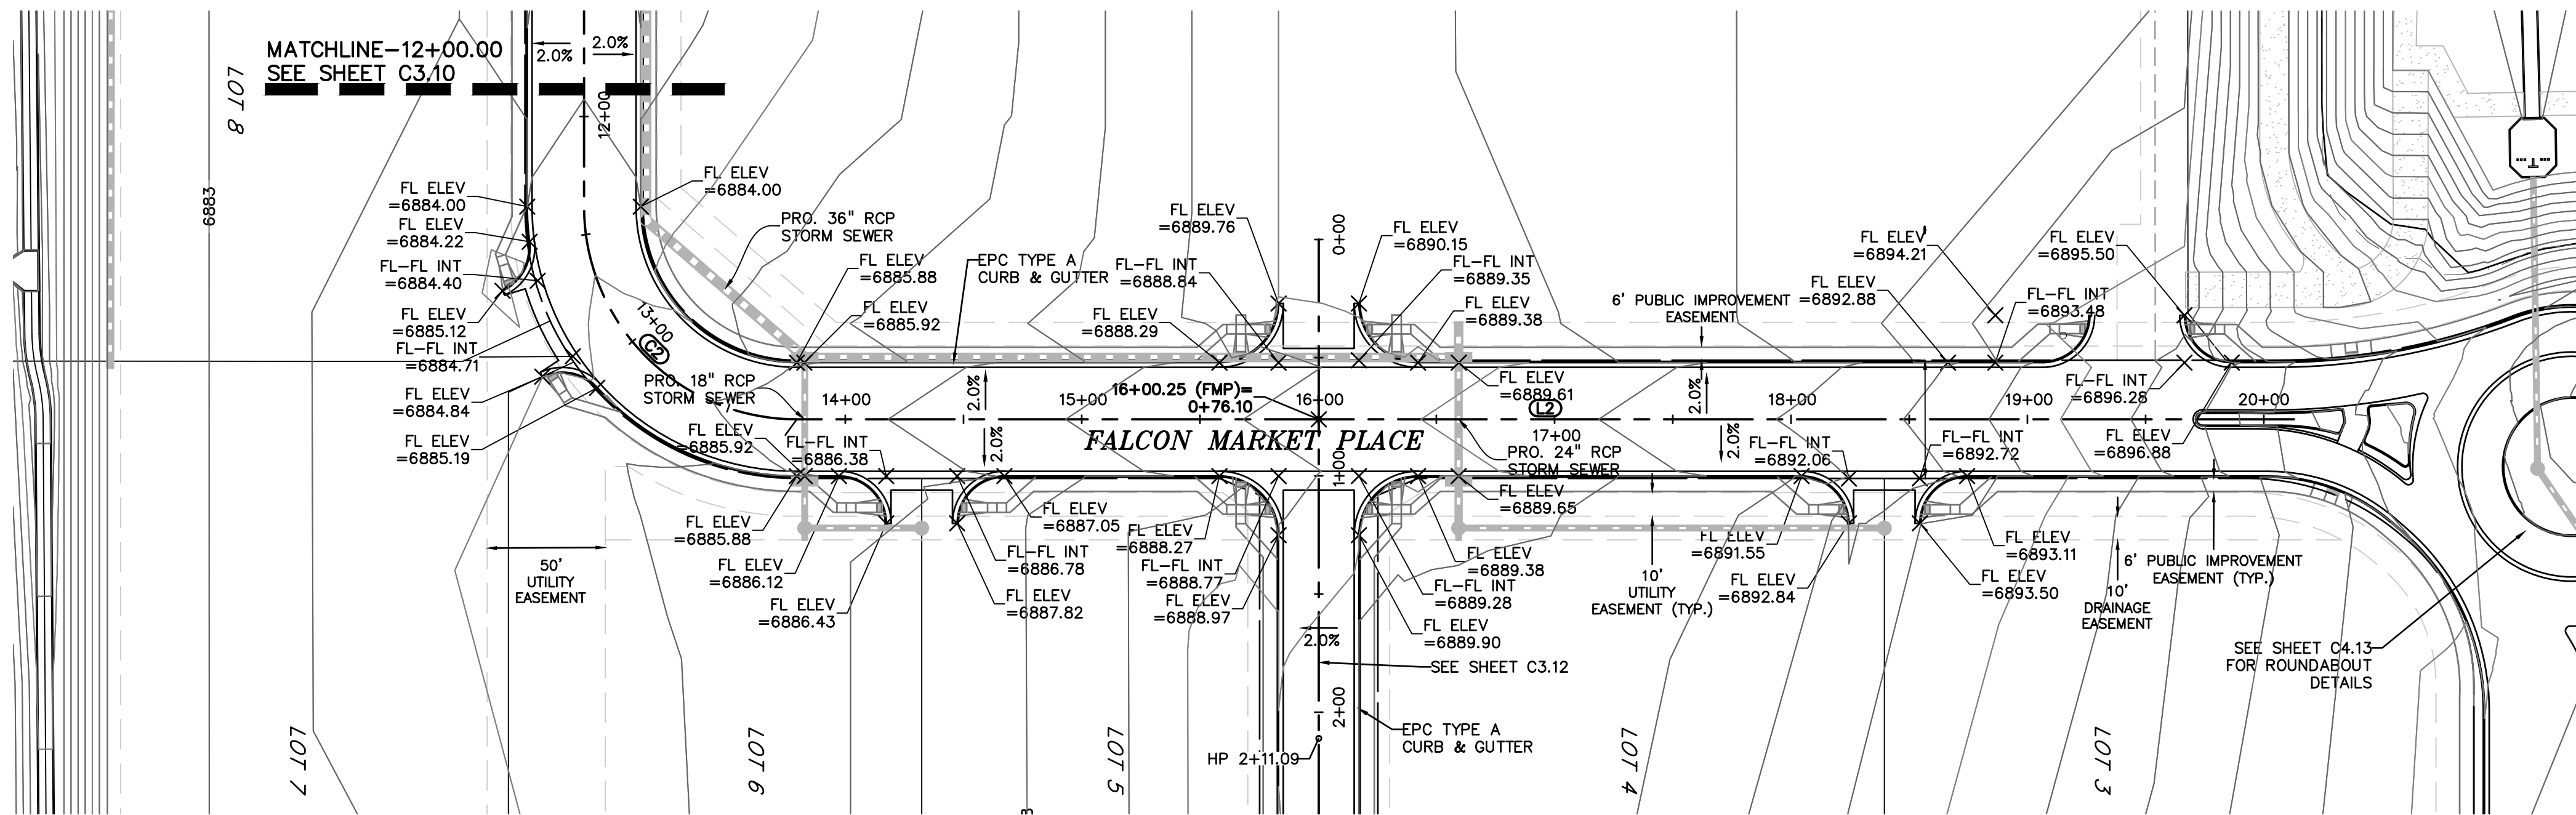 MATCHLINE-12+00.00
SEE SHEET C3.10
2.0%
2.0%
LOT 8
12+00
6883
FL ELEV
=6884.00
FL ELEV
=6884.22
FL-FL INT
=6884.40
FL ELEV
=6885.12
FL-FL INT
=6884.71
FL ELEV
=6884.84
FL ELEV
=6885.19
FL ELEV
=6884.00
PRO. 36" RCP
STORM SEWER
13+00
C2
PRO. 18" RCP
STORM SEWER
FL ELEV
=6885.88
FL ELEV
=6885.92
EPC TYPE A
CURB & GUTTER
FL ELEV
=6889.76
FL-FL INT
=6888.84
FL ELEV
=6888.29
0+00
FL ELEV
=6890.15
FL-FL INT
=6889.35
FL ELEV
=6889.38
6' PUBLIC IMPROVEMENT
EASEMENT
FL ELEV
=6894.21
FL ELEV
=6892.88
FL-FL INT
=6893.48
FL ELEV
=6895.50
FL-FL INT
=6896.28
FL ELEV
=6889.61
2.0%
2.0%
14+00
15+00
16+00.25 (FMP)=
0+76.10
16+00
L2
17+00
18+00
19+00
20+00
FALCON MARKET PLACE
2.0%
2.0%
1+00
PRO. 24" RCP
STORM SEWER
FL ELEV
=6885.92
FL-FL INT
=6886.38
FL-FL INT
=6892.06
FL-FL INT
=6892.72
FL ELEV
=6896.88
FL ELEV
=6885.88
FL ELEV
=6886.12
FL ELEV
=6886.43
FL ELEV
=6887.05
FL-FL INT
=6886.78
FL ELEV
=6887.82
FL ELEV
=6888.27
FL-FL INT
=6888.77
FL ELEV
=6888.97
FL ELEV
=6889.65
FL ELEV
=6889.38
FL-FL INT
=6889.28
FL ELEV
=6889.90
FL ELEV
=6891.55
FL ELEV
=6892.84
FL ELEV
=6893.11
FL ELEV
=6893.50
50'
UTILITY
EASEMENT
10'
UTILITY
EASEMENT (TYP.)
6' PUBLIC IMPROVEMENT
EASEMENT (TYP.)
10'
DRAINAGE
EASEMENT
2.0%
SEE SHEET C3.12
2+00
EPC TYPE A
CURB & GUTTER
HP 2+11.09
SEE SHEET C4.13
FOR ROUNDABOUT
DETAILS
LOT 7
LOT 6
LOT 5
LOT 4
LOT 3